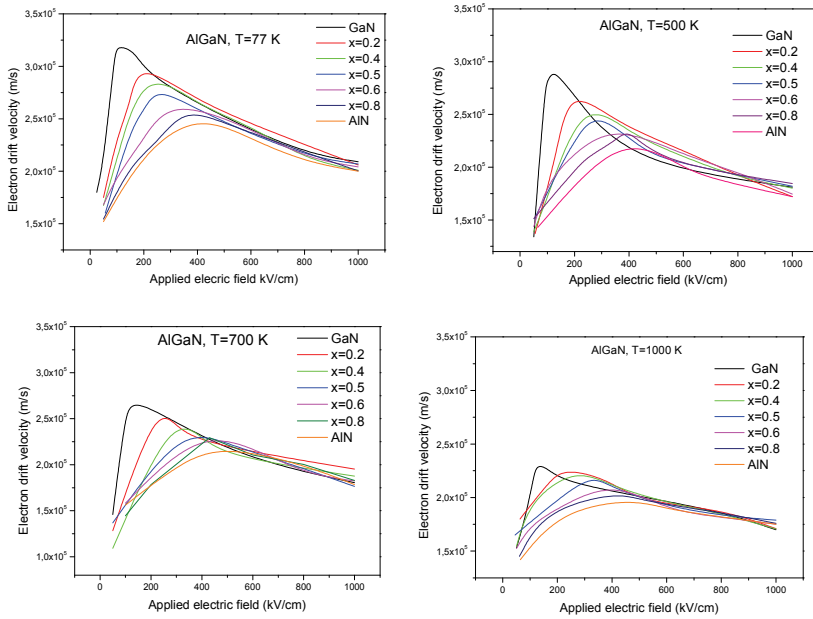 AlGaN, T=77 K
GaN
x=0.2
x=0.4
x=0.5
x=0.6
x=0.8
AlN
3,5x10⁵
3,0x10⁵
2,5x10⁵
2,0x10⁵
1,5x10⁵
Electron drift velocity (m/s)
0 200 400 600 800 1000
Applied elecric field kV/cm)
AlGaN, T=500 K
GaN
x=0.2
x=0.4
x=0.5
x=0.6
x=0.8
AlN
3,5x10⁵
3,0x10⁵
2,5x10⁵
2,0x10⁵
1,5x10⁵
Electron drift velocity (m/s)
0 200 400 600 800 1000
Applied elecric field kV/cm)
AlGaN, T=700 K
GaN
x=0.2
x=0.4
x=0.5
x=0.6
x=0.8
AlN
3,5x10⁵
3,0x10⁵
2,5x10⁵
2,0x10⁵
1,5x10⁵
1,0x10⁵
Electron drift velocity (m/s)
0 200 400 600 800 1000
Applied electric field (kV/cm)
AlGaN, T=1000 K
GaN
x=0.2
x=0.4
x=0.5
x=0.6
x=0.8
AlN
3,5x10⁵
3,0x10⁵
2,5x10⁵
2,0x10⁵
1,5x10⁵
Electron drift velocity (m/s)
0 200 400 600 800 1000
Applied electric field (kV/cm)